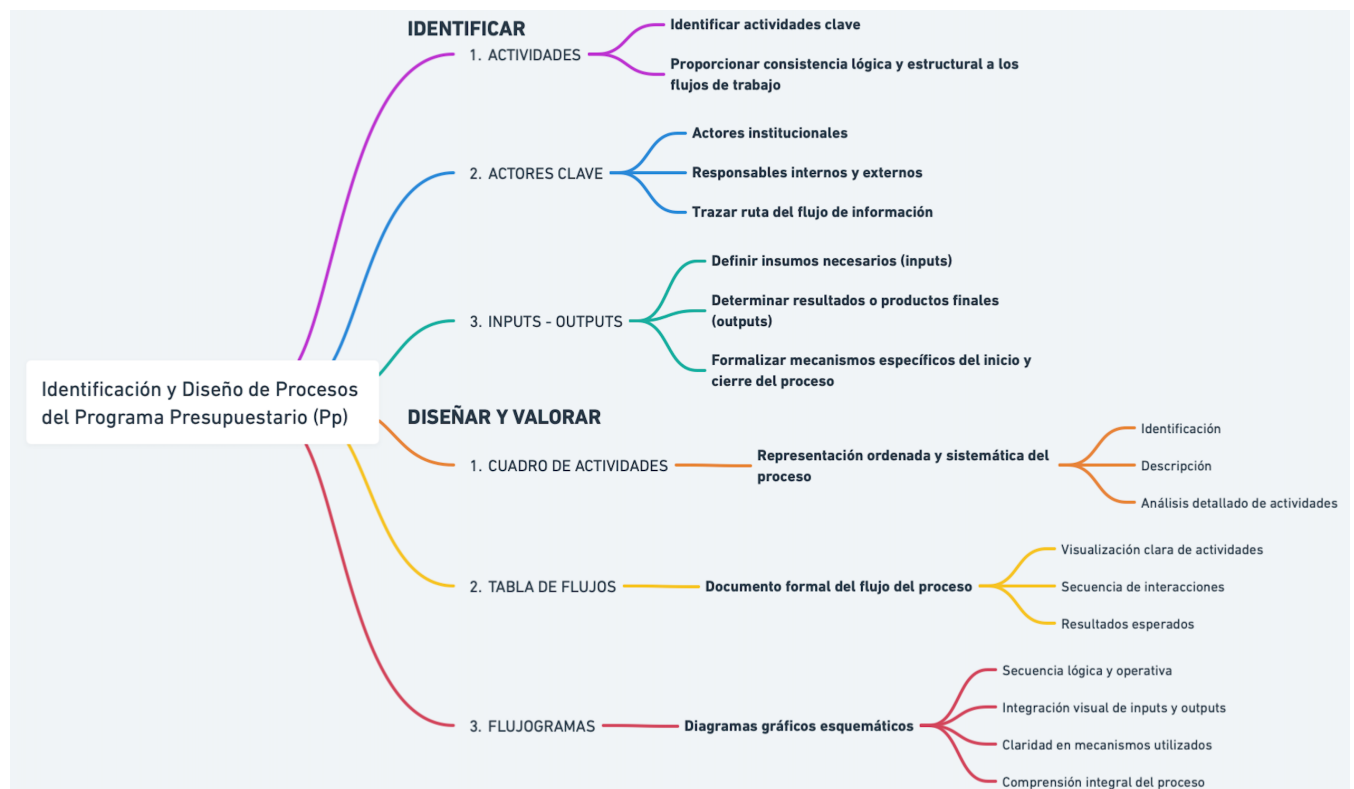 IDENTIFICAR
1. ACTIVIDADES
Identificar actividades clave
Proporcionar consistencia lógica y estructural a los
flujos de trabajo
2. ACTORES CLAVE
Actores institucionales
Responsables internos y externos
Trazar ruta del flujo de información
3. INPUTS - OUTPUTS
Definir insumos necesarios (inputs)
Determinar resultados o productos finales
(outputs)
Formalizar mecanismos específicos del inicio y
cierre del proceso
Identificación y Diseño de Procesos
del Programa Presupuestario (Pp)
DISEÑAR Y VALORAR
1. CUADRO DE ACTIVIDADES
Representación ordenada y sistemática del
proceso
Identificación
Descripción
Análisis detallado de actividades
2. TABLA DE FLUJOS
Documento formal del flujo del proceso
Visualización clara de actividades
Secuencia de interacciones
Resultados esperados
3. FLUJOGRAMAS
Diagramas gráficos esquemáticos
Secuencia lógica y operativa
Integración visual de inputs y outputs
Claridad en mecanismos utilizados
Comprensión integral del proceso